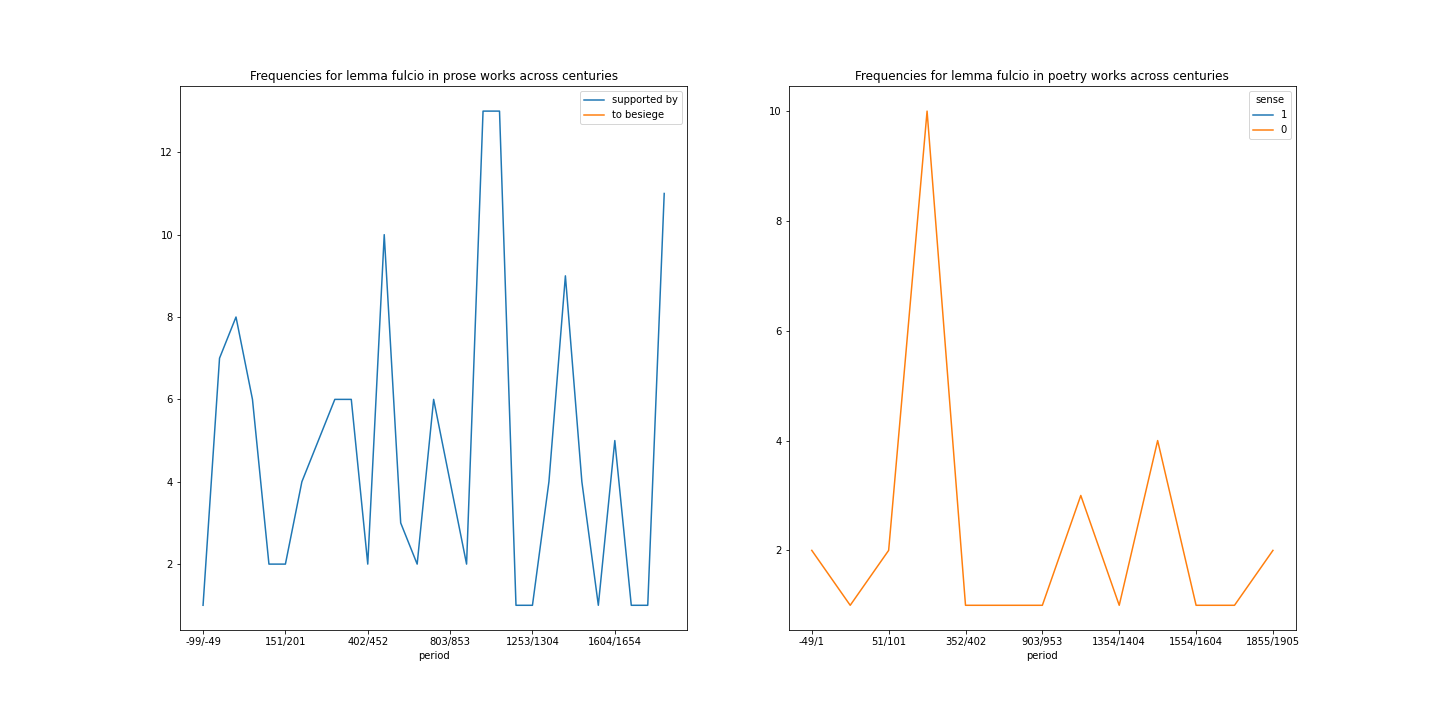 Frequencies for lemma fulcio in prose works across centuries
supported by
to besiege
12
10
8
6
4
2
-99/-49 151/201 402/452 803/853 1253/1304 1604/1654
period
Frequencies for lemma fulcio in poetry works across centuries
sense
1
0
10
8
6
4
2
-49/1 51/101 352/402 903/953 1354/1404 1554/1604 1855/1905
period